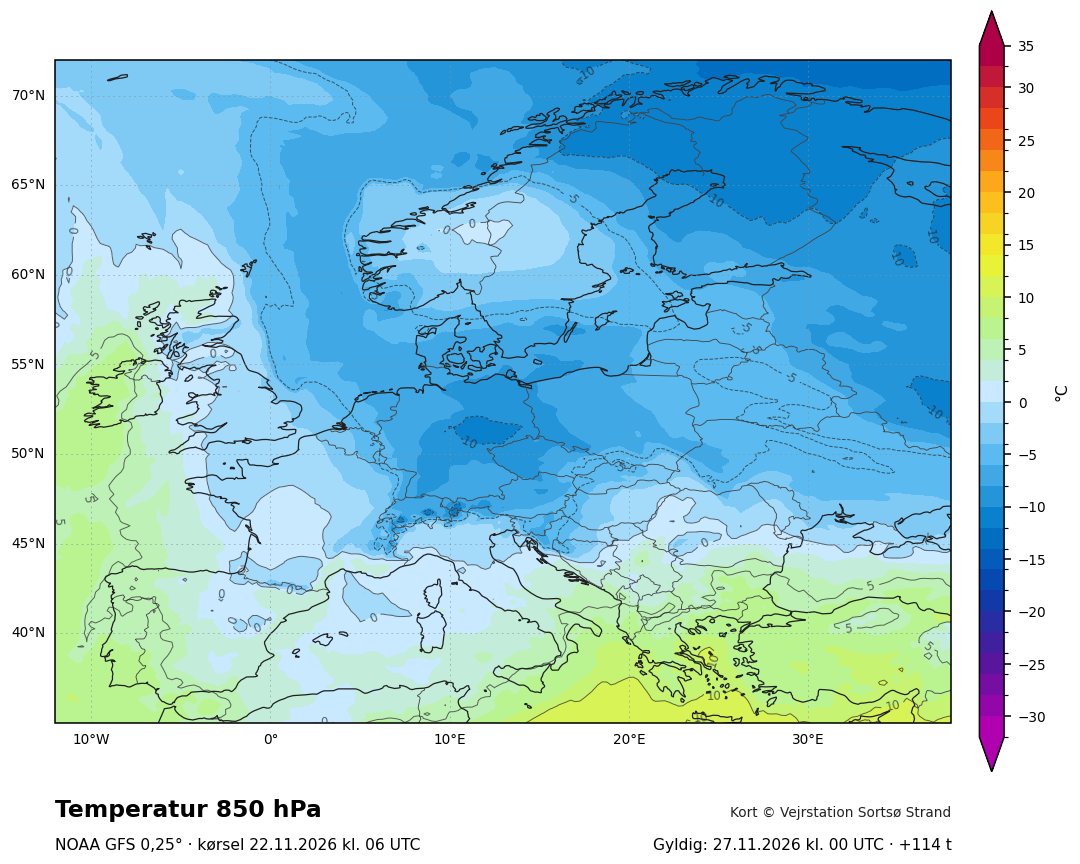 70°N
65°N
60°N
55°N
50°N
45°N
40°N
10°W
0°
10°E
20°E
30°E
35
30
25
20
15
10
5
0
−5
−10
−15
−20
−25
−30
°C
Temperatur 850 hPa
Kort © Vejrstation Sortsø Strand
NOAA GFS 0,25° · kørsel 22.11.2026 kl. 06 UTC
Gyldig: 27.11.2026 kl. 00 UTC · +114 t